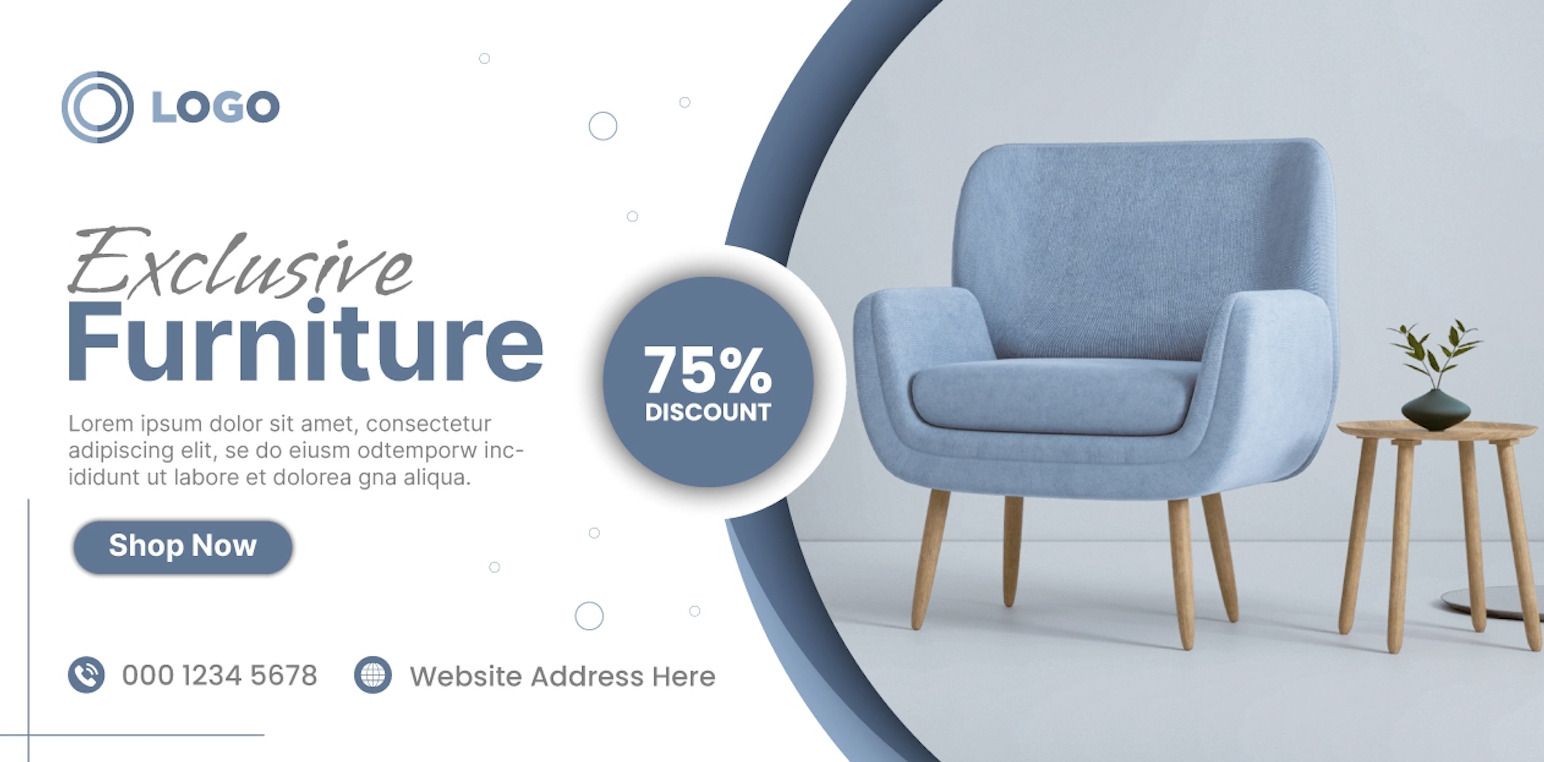 LOGO
Exclusive
Furniture
Lorem ipsum dolor sit amet, consectetur
adipiscing elit, se do eiusm odtemporw inc-
ididunt ut labore et dolorea gna aliqua.
Shop Now
75%
DISCOUNT
000 1234 5678
Website Address Here